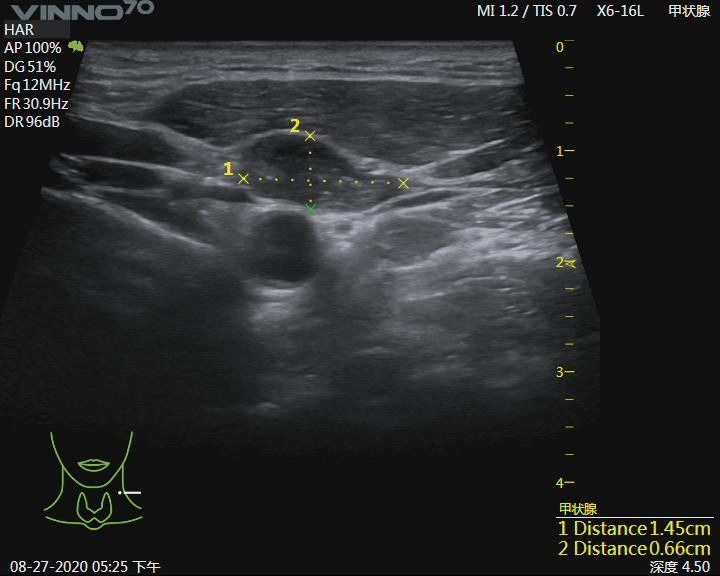 VINNO70
MI 1.2 / TIS 0.7 X6-16L 甲状腺
HAR
AP 100%
DG 51%
Fq 12MHz
FR 30.9Hz
DR 96dB
0
1
2
3
4
2
1
甲状腺
1 Distance 1.45cm
2 Distance 0.66cm
08-27-2020 05:25 下午
深度 4.50